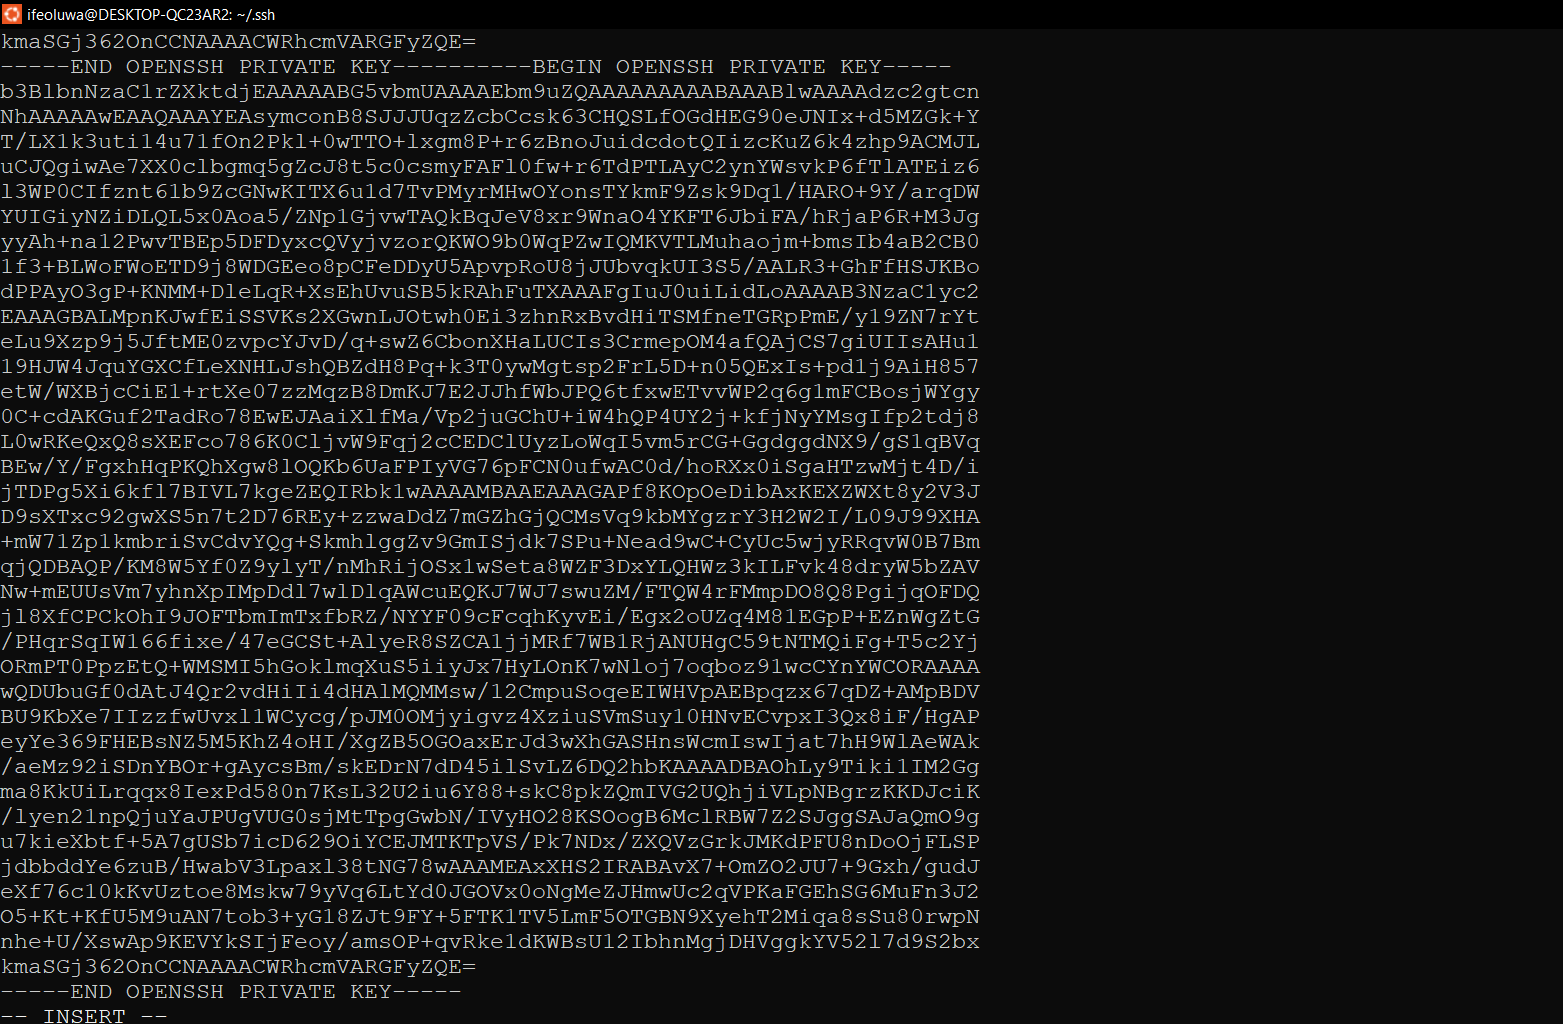 ifeoluwa@DESKTOP-QC23AR2: ~/.ssh
kmaSGj362OnCCNAAAACWRhcmVARGFyZQE=
-----END OPENSSH PRIVATE KEY----------BEGIN OPENSSH PRIVATE KEY-----
b3BlbnNzaC1rZXktdjEAAAAABG5vbmUAAAAEbm9uZQAAAAAAAAABAAABlwAAAAdzc2gtcn
NhAAAAAwEAAQAAAYEAsymconB8SJJJUqzZcbCcsk63CHQSLfOGdHEG90eJNIx+d5MZGk+Y
T/LX1k3uti14u71fOn2Pkl+0wTTO+lxgm8P+r6zBnoJuidcdotQIizcKuZ6k4zhp9ACMJL
uCJQgiwAe7XX0clbgmq5gZcJ8t5c0csmyFAFl0fw+r6TdPTLAyC2ynYWsvkP6fTlATEiz6
l3WP0CIfznt61b9ZcGNwKITX6u1d7TvPMyrMHwOYonsTYkmF9Zsk9Dq1/HARO+9Y/arqDW
YUIGiyNZiDLQL5x0Aoa5/ZNp1GjvwTAQkBqJeV8xr9WnaO4YKFT6JbiFA/hRjaP6R+M3Jg
yyAh+na12PwvTBEp5DFDyxcQVyjvzorQKWO9b0WqPZwIQMKVTLMuhaojm+bmsIb4aB2CB0
1f3+BLWoFWoETD9j8WDGEeo8pCFeDDyU5ApvpRoU8jJUbvqkUI3S5/AALR3+GhFfHSJKBo
dPPAyO3gP+KNMM+DleLqR+XsEhUvuSB5kRAhFuTXAAAFgIuJ0uiLidLoAAAAB3NzaC1yc2
EAAAGBALMpnKJwfEiSSVKs2XGwnLJOtwh0Ei3zhnRxBvdHiTSMfneTGRpPmE/y19ZN7rYt
eLu9Xzp9j5JftME0zvpcYJvD/q+swZ6CbonXHaLUCIs3CrmepOM4afQAjCS7giUIIsAHu1
19HJW4JquYGXCfLeXNHLJshQBZdH8Pq+k3T0ywMgtsp2FrL5D+n05QExIs+pd1j9AiH857
etW/WXBjcCiE1+rtXe07zzMqzB8DmKJ7E2JJhfWbJPQ6tfxwETvvWP2q6g1mFCBosjWYgy
0C+cdAKGuf2TadRo78EwEJAaiXlfMa/Vp2juGChU+iW4hQP4UY2j+kfjNyYMsgIfp2tdj8
L0wRKeQxQ8sXEFco786K0CljvW9Fqj2cCEDClUyzLoWqI5vm5rCG+GgdggdNX9/gS1qBVq
BEw/Y/FgxhHqPKQhXgw8lOQKb6UaFPIyVG76pFCN0ufwAC0d/hoRXx0iSgaHTzwMjt4D/i
jTDPg5Xi6kfl7BIVL7kgeZEQIRbk1wAAAAMBAAEAAAGAPf8KOpOeDibAxKEXZWXt8y2V3J
D9sXTxc92gwXS5n7t2D76REy+zzwaDdZ7mGZhGjQCMsVq9kbMYgzrY3H2W2I/L09J99XHA
+mW71Zp1kmbriSvCdvYQg+SkmhlggZv9GmISjdk7SPu+Nead9wC+CyUc5wjyRRqvW0B7Bm
qjQDBAQP/KM8W5Yf0Z9ylyT/nMhRijOSx1wSeta8WZF3DxYLQHWz3kILFvk48dryW5bZAV
Nw+mEUUsVm7yhnXpIMpDdl7wlDlqAWcuEQKJ7WJ7swuZM/FTQW4rFMmpDO8Q8PgijqOFDQ
jl8XfCPCkOhI9JOFTbmImTxfbRZ/NYYF09cFcqhKyvEi/Egx2oUZq4M81EGpP+EZnWgZtG
/PHqrSqIW166fixe/47eGCSt+AlyeR8SZCA1jjMRf7WB1RjANUHgC59tNTMQiFg+T5c2Yj
ORmPT0PpzEtQ+WMSMI5hGoklmqXuS5iiyJx7HyLOnK7wNloj7oqboz91wcCYnYWCORAAAA
wQDUbuGf0dAtJ4Qr2vdHiIi4dHAlMQMMsw/12CmpuSoqeEIWHVpAEBpqzx67qDZ+AMpBDV
BU9KbXe7IIzzfwUvxl1WCycg/pJM0OMjyigvz4XziuSVmSuy10HNvECvpxI3Qx8iF/HgAP
eyYe369FHEBsNZ5M5KhZ4oHI/XgZB5OGOaxErJd3wXhGASHnsWcmIswIjat7hH9WlAeWAk
/aeMz92iSDnYBOr+gAycsBm/skEDrN7dD45ilSvLZ6DQ2hbKAAAADBAOhLy9Tiki1IM2Gg
ma8KkUiLrqqx8IexPd580n7KsL32U2iu6Y88+skC8pkZQmIVG2UQhjiVLpNBgrzKKDJciK
/lyen21npQjuYaJPUgVUG0sjMtTpgGwbN/IVyHO28KSOogB6MclRBW7Z2SJggSAJaQmO9g
u7kieXbtf+5A7gUSb7icD629OiYCEJMTKTpVS/Pk7NDx/ZXQVzGrkJMKdPFU8nDoOjFLSP
jdbbddYe6zuB/HwabV3Lpaxl38tNG78wAAAMEAxXHS2IRABAvX7+OmZO2JU7+9Gxh/gudJ
eXf76c10kKvUztoe8Mskw79yVq6LtYd0JGOVx0oNgMeZJHmwUc2qVPKaFGEhSG6MuFn3J2
O5+Kt+KfU5M9uAN7tob3+yG18ZJt9FY+5FTK1TV5LmF5OTGBN9XyehT2Miqa8sSu80rwpN
nhe+U/XswAp9KEVYkSIjFeoy/amsOP+qvRke1dKWBsU12IbhnMgjDHVggkYV52l7d9S2bx
kmaSGj362OnCCNAAAACWRhcmVARGFyZQE=
-----END OPENSSH PRIVATE KEY-----
-- INSERT --